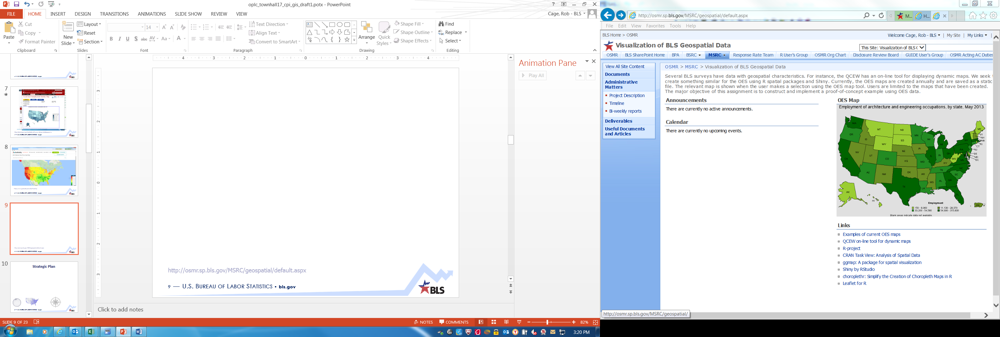 oplc_townhall17_cpi_gis_draft1.potx - PowerPoint
FILE HOME INSERT DESIGN TRANSITIONS ANIMATIONS SLIDE SHOW REVIEW VIEW
Cage, Rob - BLS
Paste
Cut
Copy
Format Painter
Clipboard
New Slide
Layout
Reset
Section
Slides
14
Font
Text Direction
Align Text
Convert to SmartArt
Paragraph
Arrange
Quick Styles
Shape Fill
Shape Outline
Shape Effects
Drawing
Find
Replace
Select
Editing
7
8
9
10
Strategic Plan
Animation Pane
Play All
http://osmr.sp.bls.gov/MSRC/geospatial/default.aspx
9 — U.S. BUREAU OF LABOR STATISTICS • bls.gov
BLS
Click to add notes
SLIDE 9 OF 23
NOTES COMMENTS 82%
3:20 PM
http://osmr.sp.bls.gov/MSRC/geospatial/default.aspx
M... H...
File Edit View Favorites Tools Help
BLS Home > OSMR
Welcome Cage, Rob - BLS | My Site | My Links |
Visualization of BLS Geospatial Data
This Site: Visualization of BLS
OSMR BLS SharePoint Home BPA BSRC MSRC Response Rate Team R User's Group OSMR Org Chart Disclosure Review Board GUIDE User's Group OSMR Acting AC Duties
View All Site Content
Documents
Administrative Matters
Project Description
Timeline
Bi-weekly reports
Deliverables
Useful Documents and Articles
OSMR > MSRC > Visualization of BLS Geospatial Data
Several BLS surveys have data with geospatial characteristics. For instance, the QCEW has an on-line tool for displaying dynamic maps. We seek
create something similar for the OES using R spatial packages and Shiny. Currently, the OES maps are created annually and are saved as a static
file. The relevant map is shown when the user makes a selection using the OES map tool. Users are limited to the maps that have been created.
The major objective of this assignment is to construct and implement a proof-of-concept example using OES data.
Announcements
There are currently no active announcements.
Calendar
There are currently no upcoming events.
OES Map
Employment of architecture and engineering occupations, by state, May 2013
Employment
150 - 8,960 11,130 - 28,370
33,200 - 54,580 54,990 - 315,830
Blank areas indicate data not available.
Links
Examples of current OES maps
QCEW on-line tool for dynamic maps
R-project
CRAN Task View: Analysis of Spatial Data
ggmap: A package for spatial visualization
Shiny by RStudio
choroplethr: Simplify the Creation of Choropleth Maps in R
Leaflet for R
http://osmr.sp.bls.gov/MSRC/geospatial/